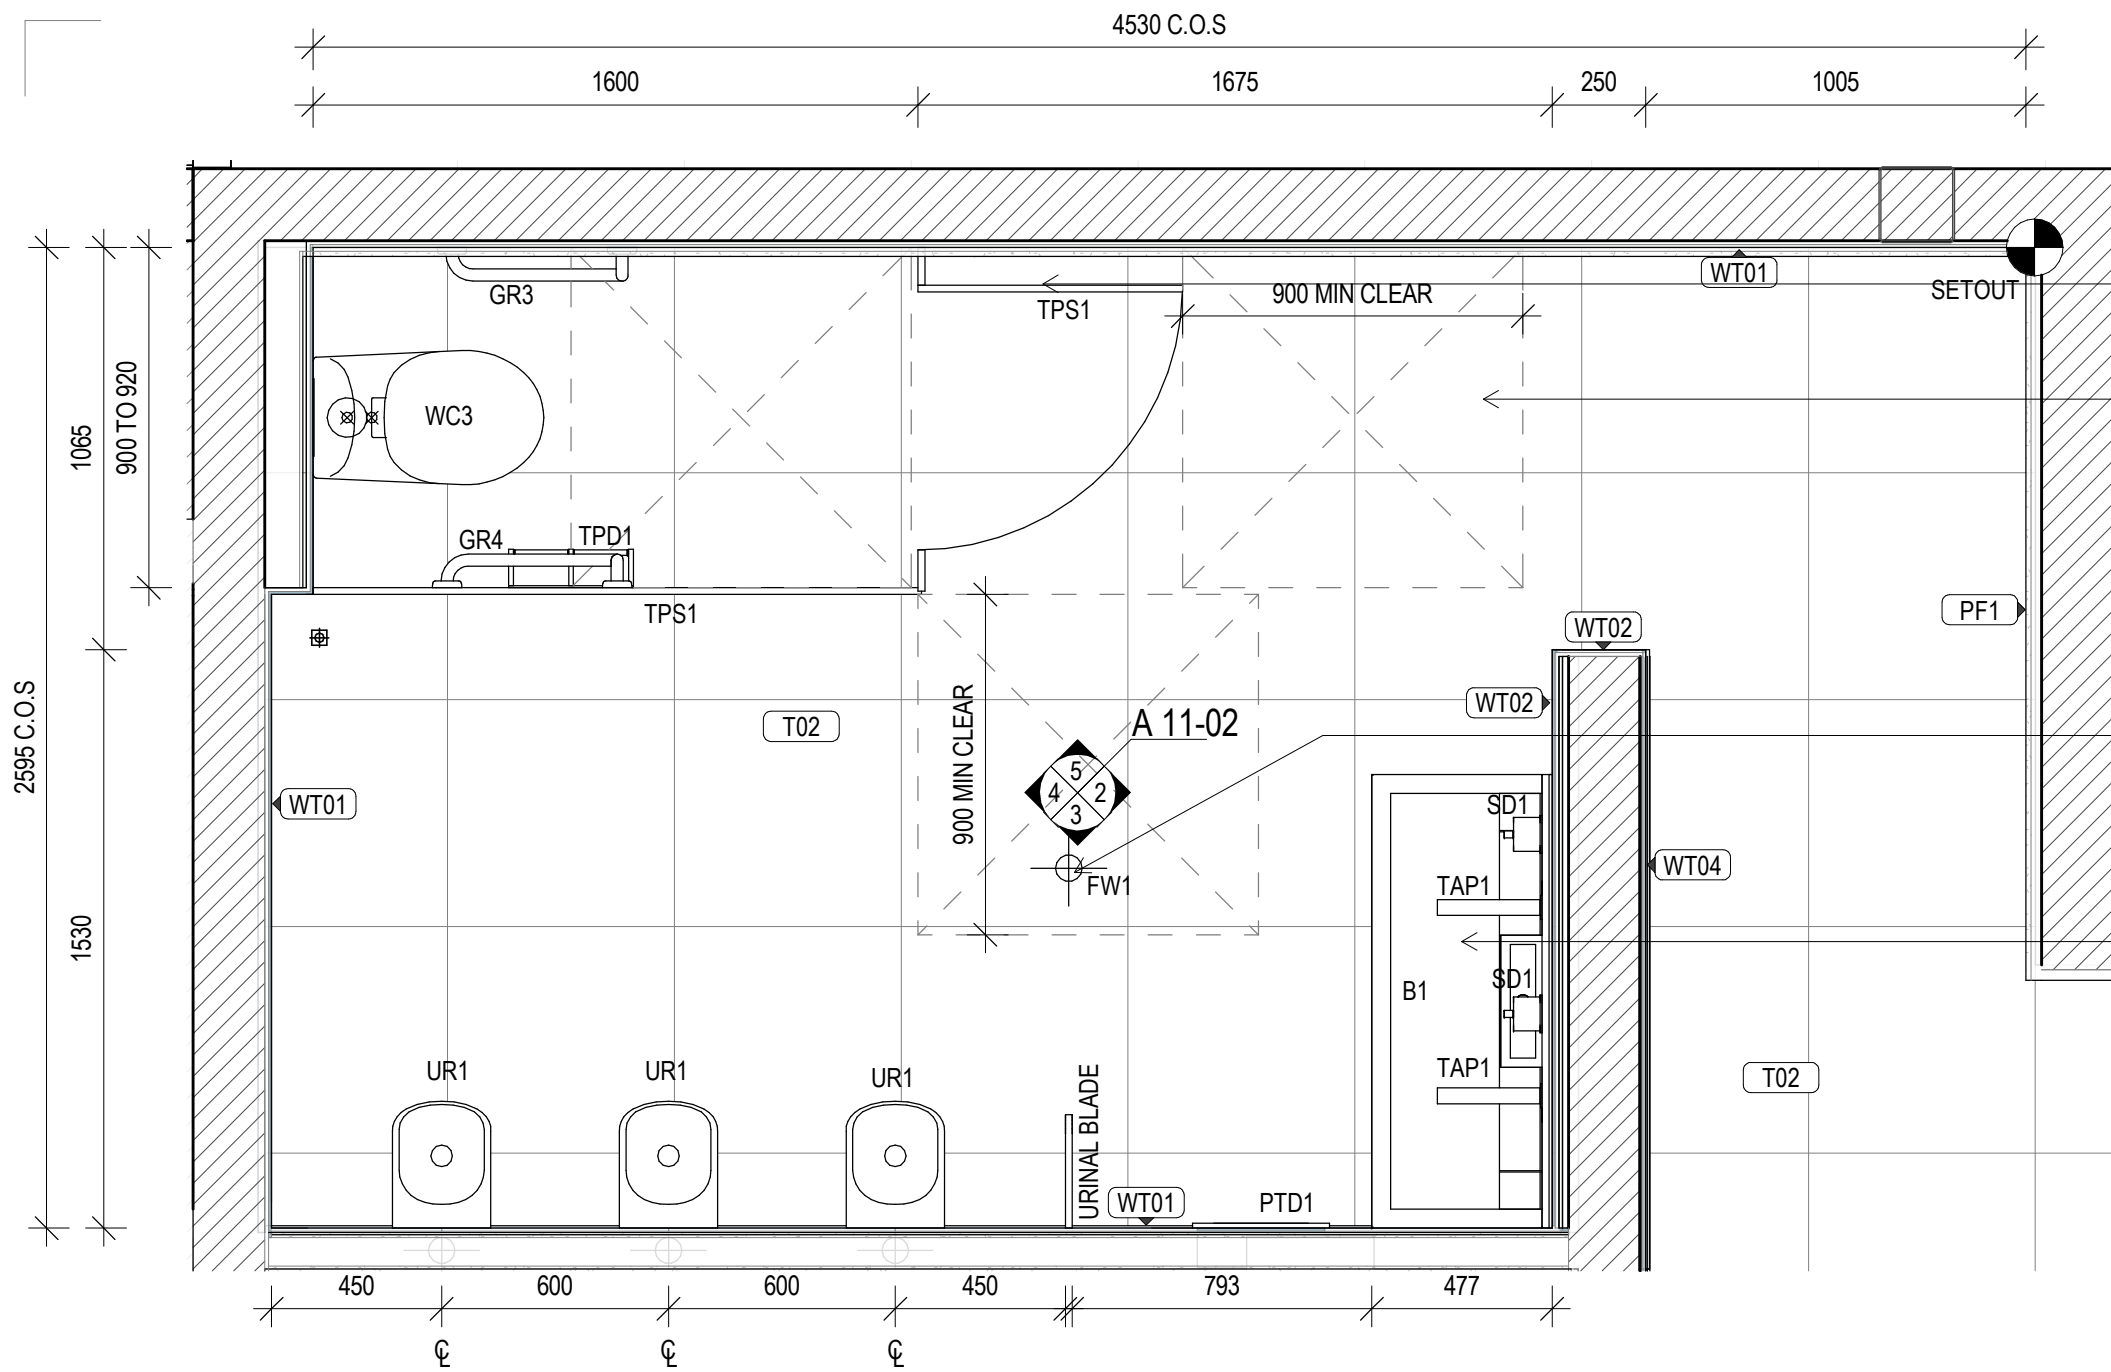 4530 C.O.S
1600
1675
250
1005
WT01
SETOUT
GR3
TPS1
900 MIN CLEAR
WC3
900 TO 920
1065
GR4
TPD1
TPS1
PF1
WT02
WT02
2595 C.O.S
T02
900 MIN CLEAR
A 11-02
5
4
2
3
WT01
SD1
WT04
TAP1
FW1
1530
SD1
B1
UR1
UR1
UR1
TAP1
T02
URINAL BLADE
WT01
PTD1
450
600
600
450
793
477
℄
℄
℄